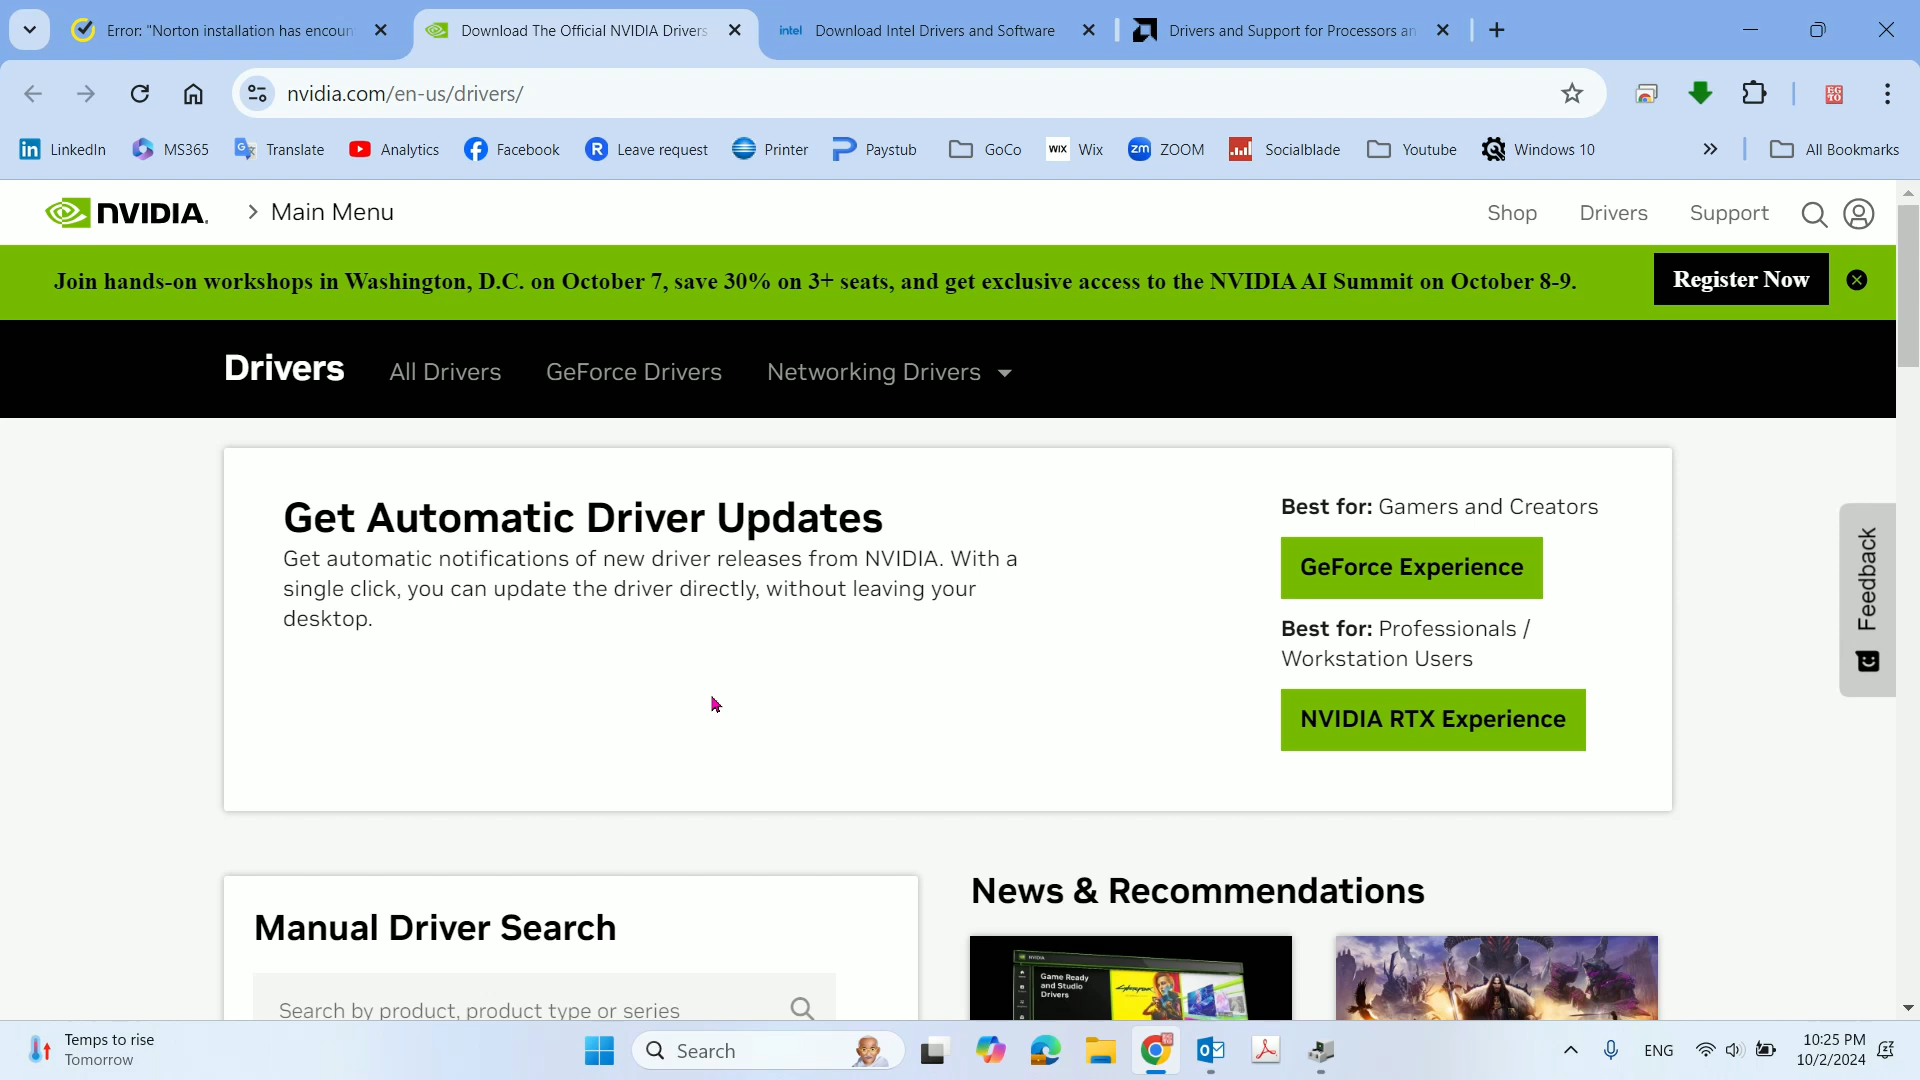 Error: "Norton installation has encoun
Download The Official NVIDIA Drivers
intel
Download Intel Drivers and Software
Drivers and Support for Processors an
nvidia.com/en-us/drivers/
EG
TO
in LinkedIn
MS365
Translate
Analytics
Facebook
R Leave request
Printer
Paystub
GoCo
WIX Wix
zm ZOOM
Socialblade
Youtube
Windows 10
All Bookmarks
NVIDIA.
Main Menu
Shop
Drivers
Support
Join hands-on workshops in Washington, D.C. on October 7, save 30% on 3+ seats, and get exclusive access to the NVIDIA AI Summit on October 8-9.
Register Now
Drivers
All Drivers
GeForce Drivers
Networking Drivers
Get Automatic Driver Updates
Get automatic notifications of new driver releases from NVIDIA. With a
single click, you can update the driver directly, without leaving your
desktop.
Best for: Gamers and Creators
GeForce Experience
Best for: Professionals /
Workstation Users
NVIDIA RTX Experience
Feedback
Manual Driver Search
Search by product, product type or series
News & Recommendations
NVIDIA
Game Ready
and Studio
Drivers
Temps to rise
Tomorrow
Search
ENG
10:25 PM
10/2/2024